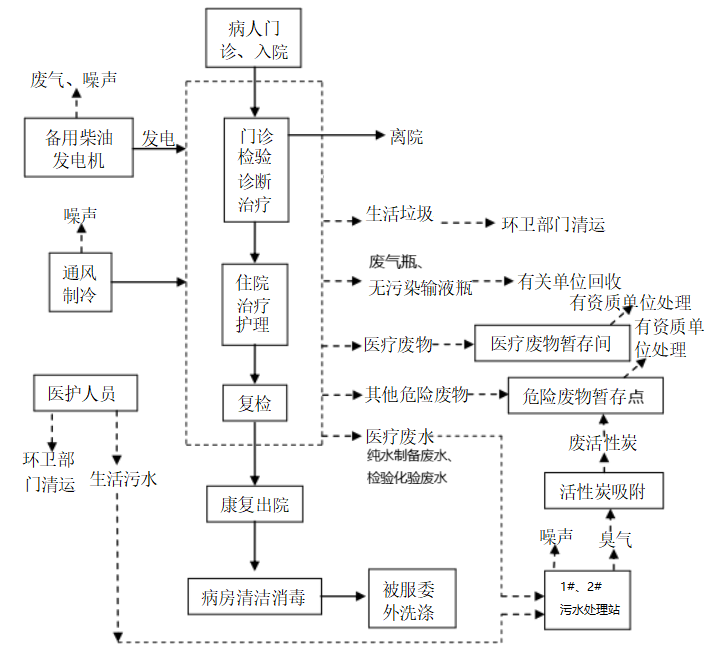 病人门
诊、入院
废气、噪声
备用柴油
发电机
发电
门诊
检验
诊断
治疗
离院
噪声
通风
制冷
生活垃圾
环卫部门清运
住院
治疗
护理
废气瓶、
无污染输液瓶
有关单位回收
有资质单位处理
医疗废物
医疗废物暂存间
有资质单
位处理
医护人员
复检
其他危险废物
危险废物暂存点
医疗废水
纯水制备废水、
检验化验废水
废活性炭
环卫部
门清运
生活污水
康复出院
活性炭吸附
噪声
臭气
病房清洁消毒
被服委
外洗涤
1#、2#
污水处理站